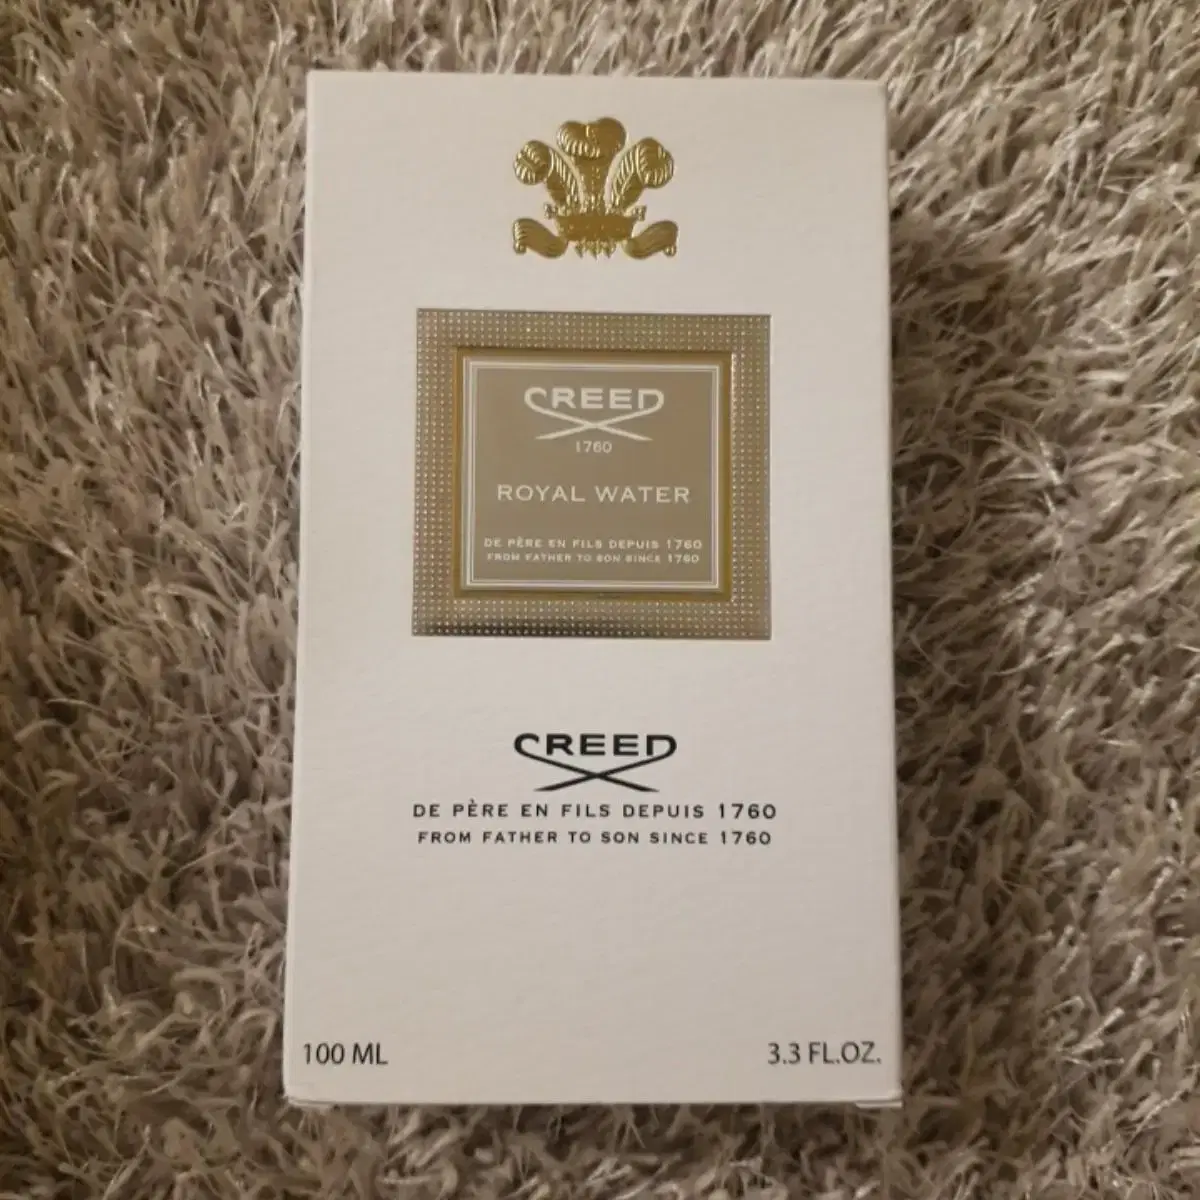 CREED
1760
ROYAL WATER
DE PÈRE EN FILS DEPUIS 1760
FROM FATHER TO SON SINCE 1760
CREED
DE PÈRE EN FILS DEPUIS 1760
FROM FATHER TO SON SINCE 1760
100 ML
3.3 FL.OZ.